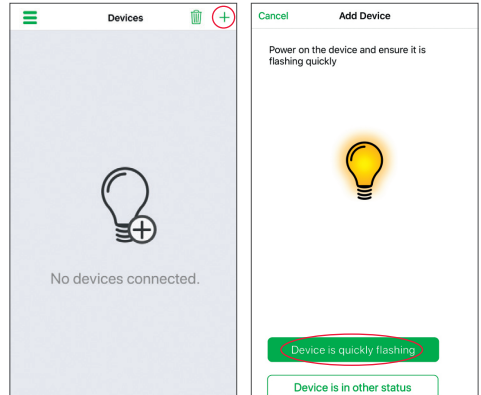 Devices
No devices connected.
Cancel Add Device
Power on the device and ensure it is
flashing quickly
Device is quickly flashing
Device is in other status